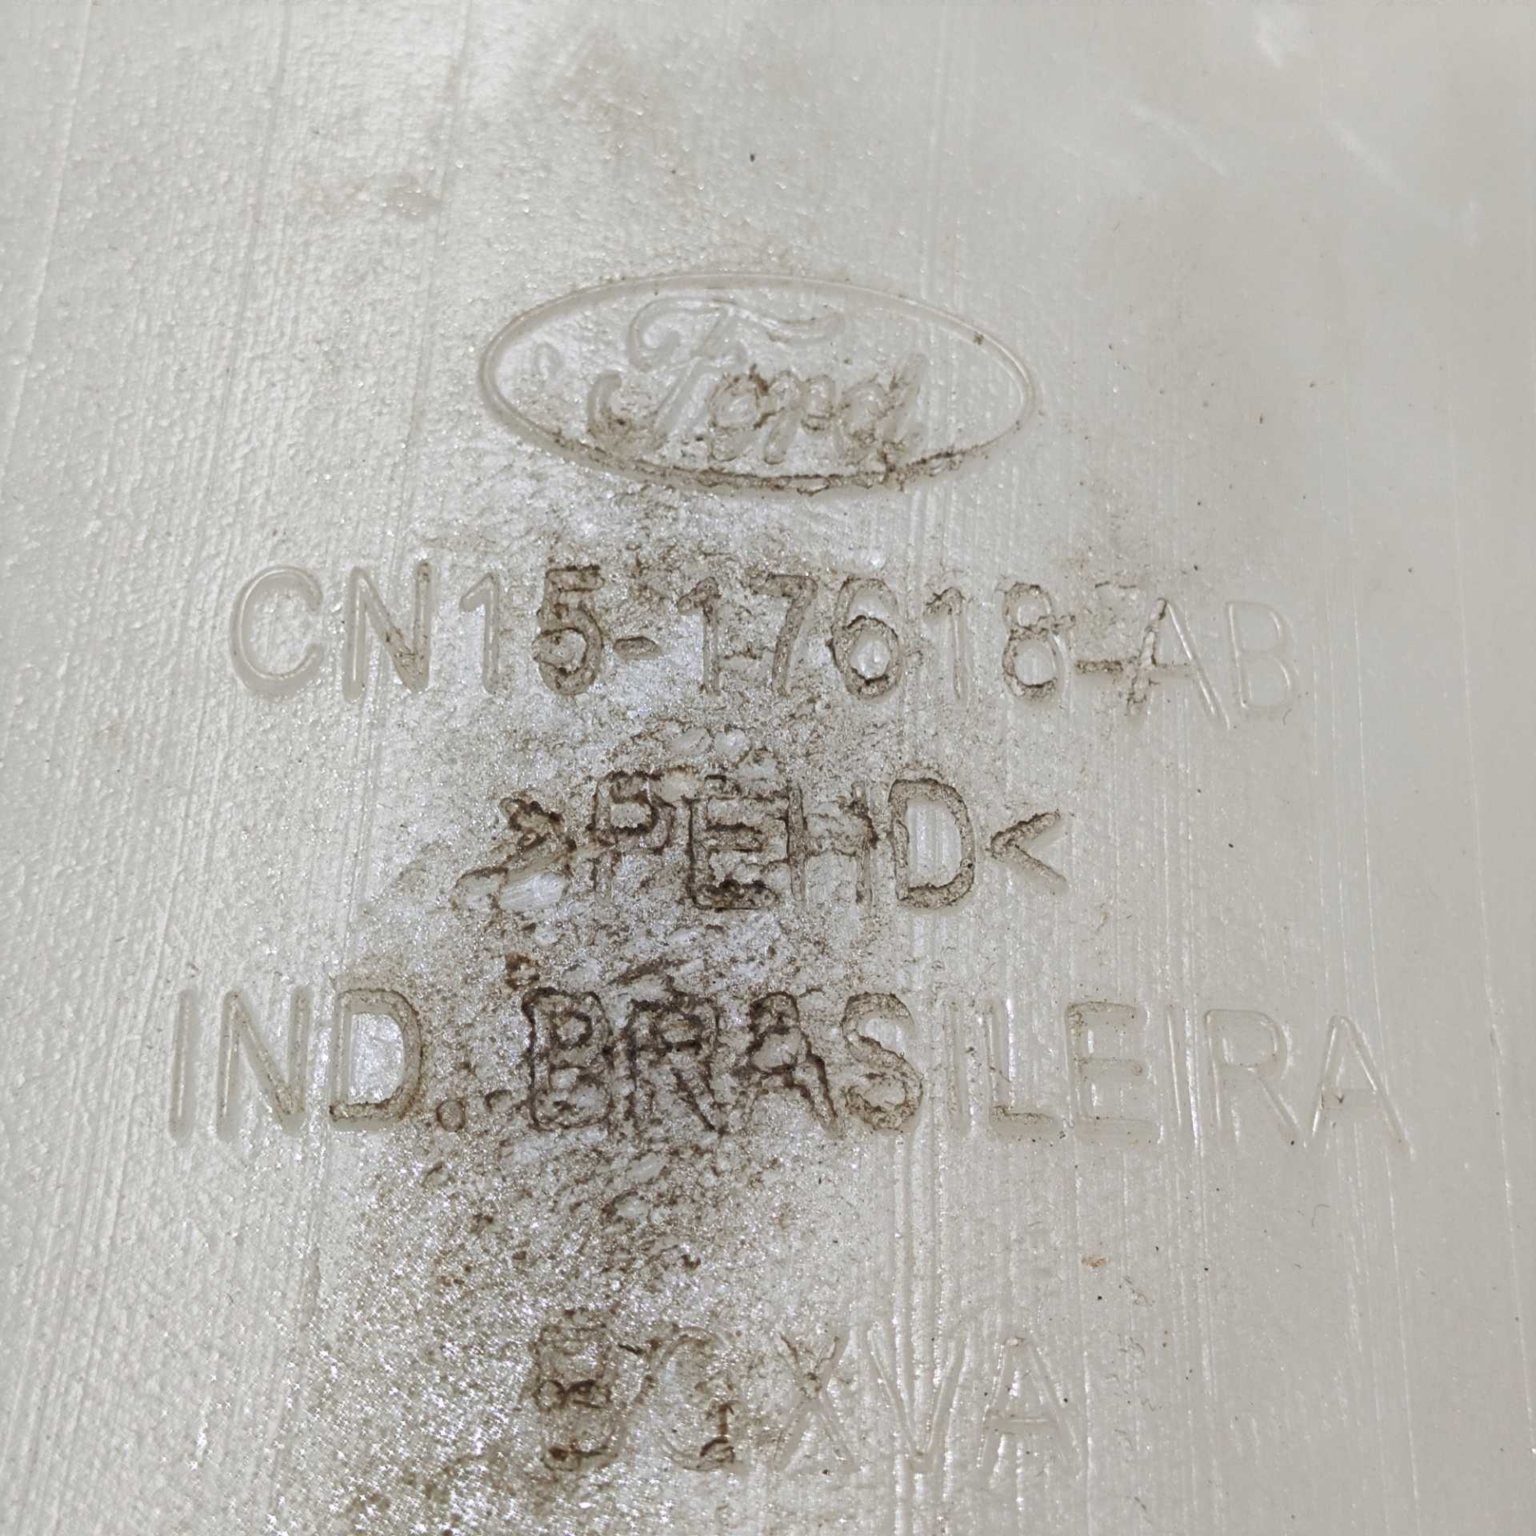 Ford
CN15-17618-AB
>PEHD<
IND. BRASILEIRA